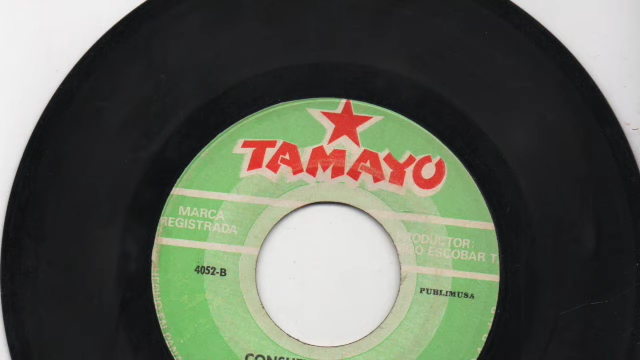 TAMAYO
MARCA
REGISTRADA
4052-B
ESCOBAR T
PUBLIMUSA